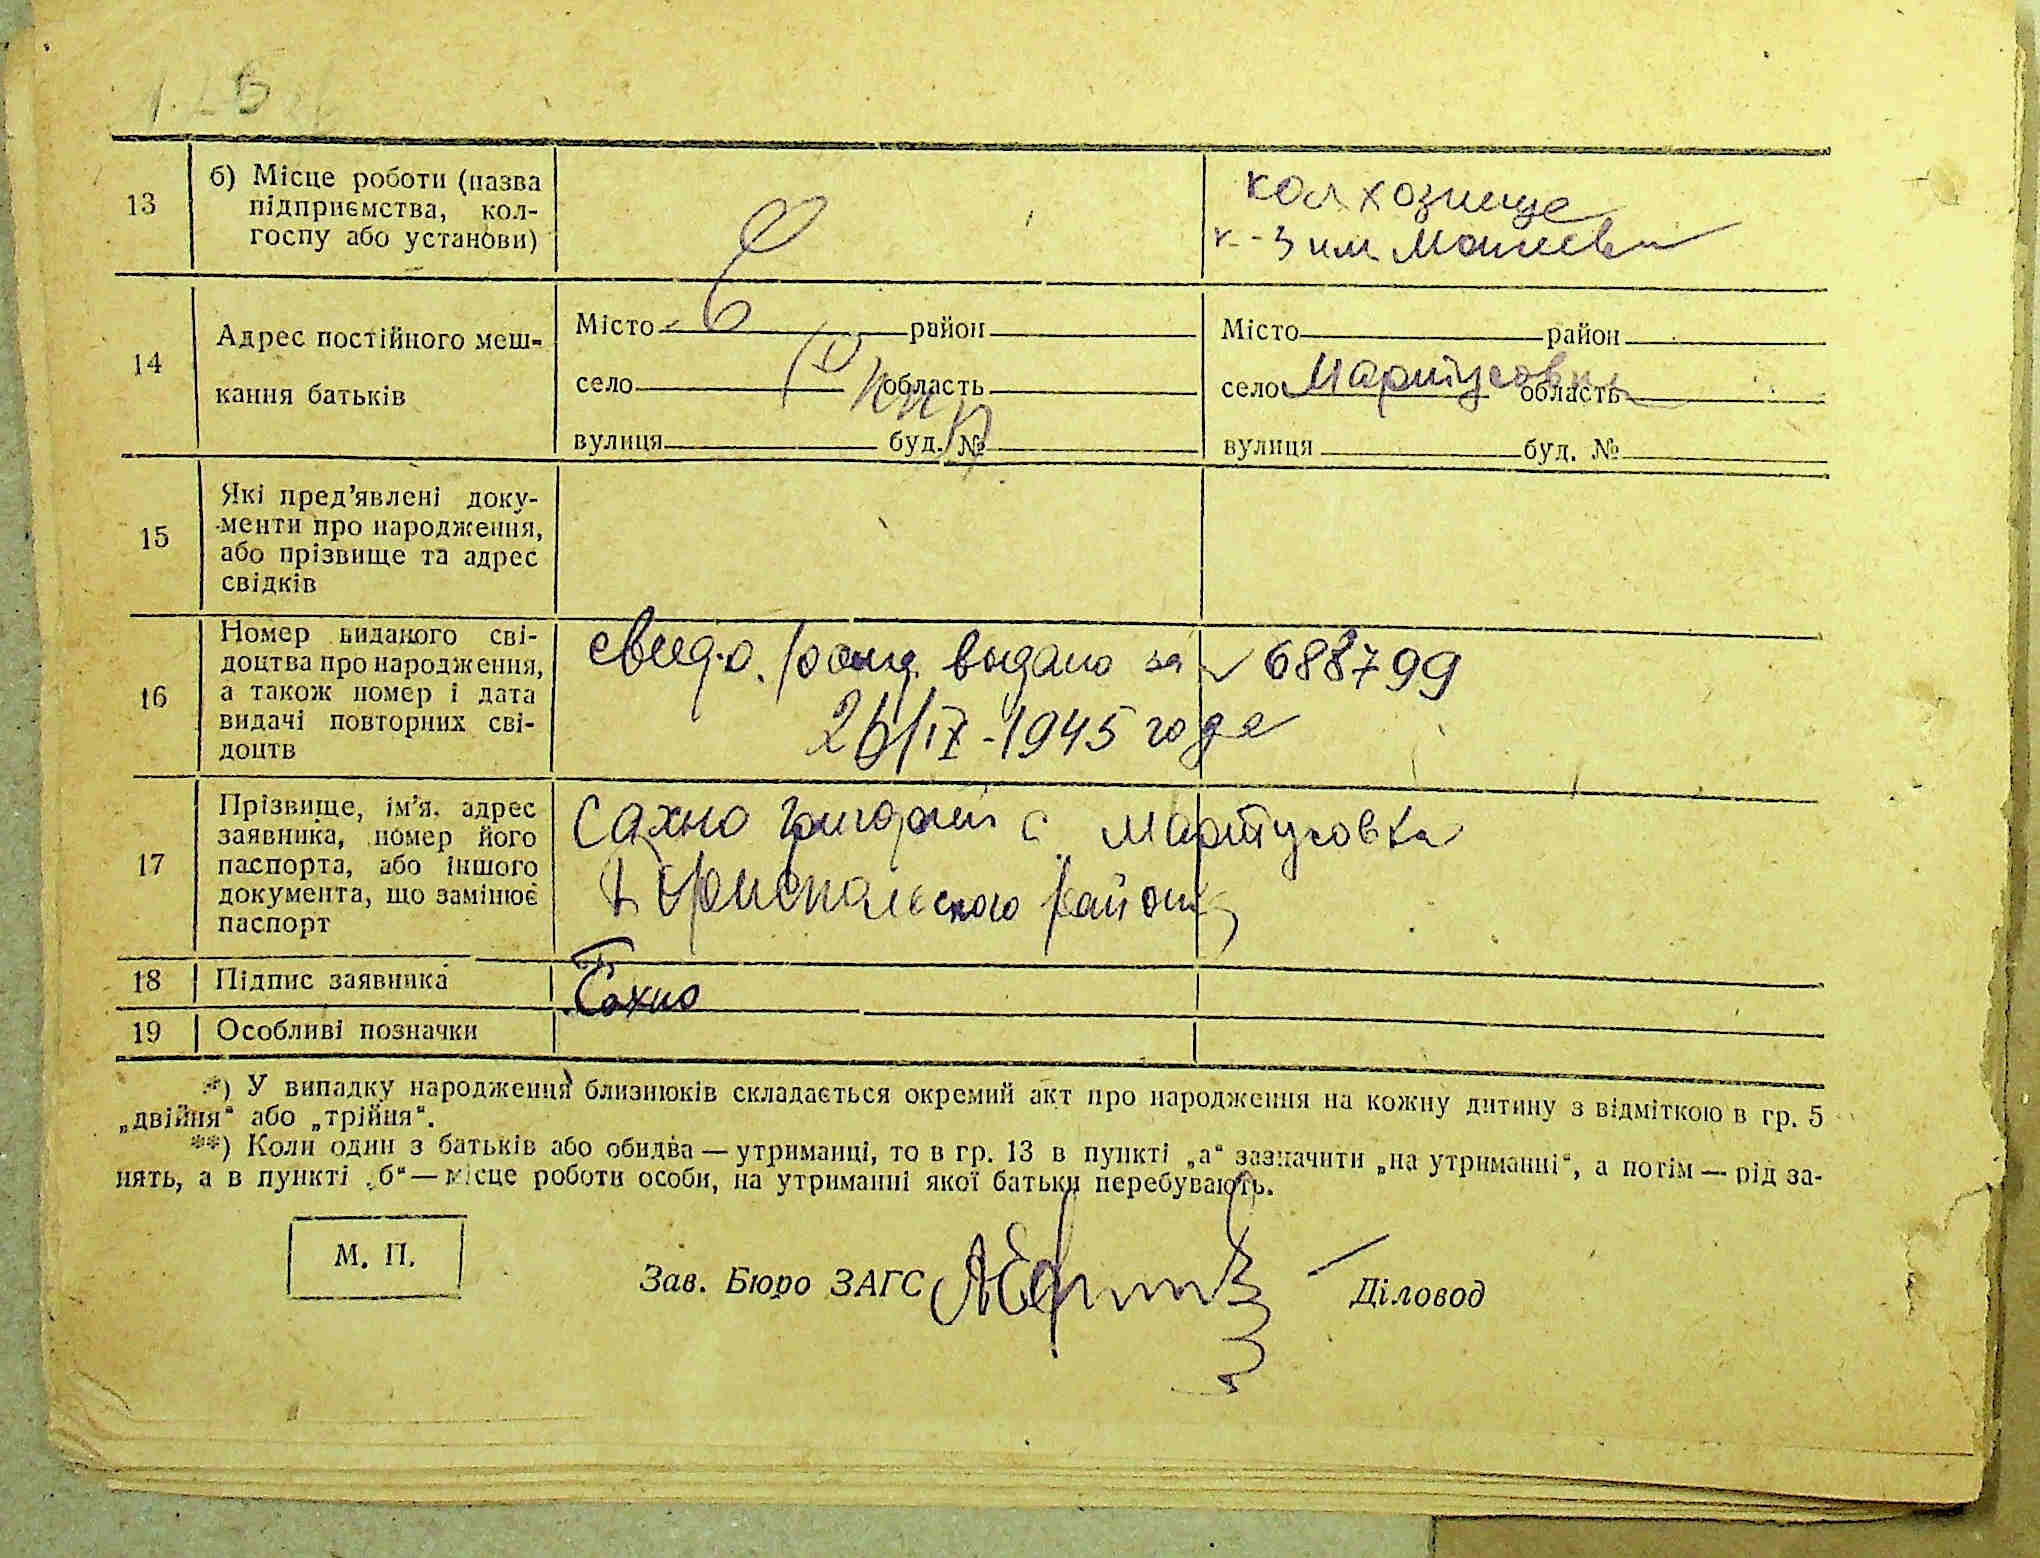 13
б) Місце роботи (назва
підприємства, кол-
госпу або установи)
колхознице
к-з им
14
Адрес постійного меш-
кання батьків
Місто район
село область
вулиця буд. №
Місто район
село Мартусовка область
вулиця буд. №
15
Які пред'явлені доку-
менти про народження,
або прізвище та адрес
свідків
16
Номер виданого сві-
доцтва про народження,
а також номер і дата
видачі повторних сві-
доцтв
свид.о. рожд выдано за № 688799
26/IX-1945 года
17
Прізвище, ім'я, адрес
заявника, номер його
паспорта, або іншого
документа, що замінює
паспорт
Сахно Григорий с Мартусовка
Бориспольского района
18
Підпис заявника
Сахно
19
Особливі позначки
*) У випадку народження близнюків складається окремий акт про народження на кожну дитину з відміткою в гр. 5
„двійня“ або „трійня“.
**) Коли один з батьків або обидва — утриманці, то в гр. 13 в пункті „а“ зазначити „на утриманні“, а потім — рід за-
нять, а в пункті „б“ — місце роботи особи, на утриманні якої батьки перебувають.
М. П.
Зав. Бюро ЗАГС
Діловод